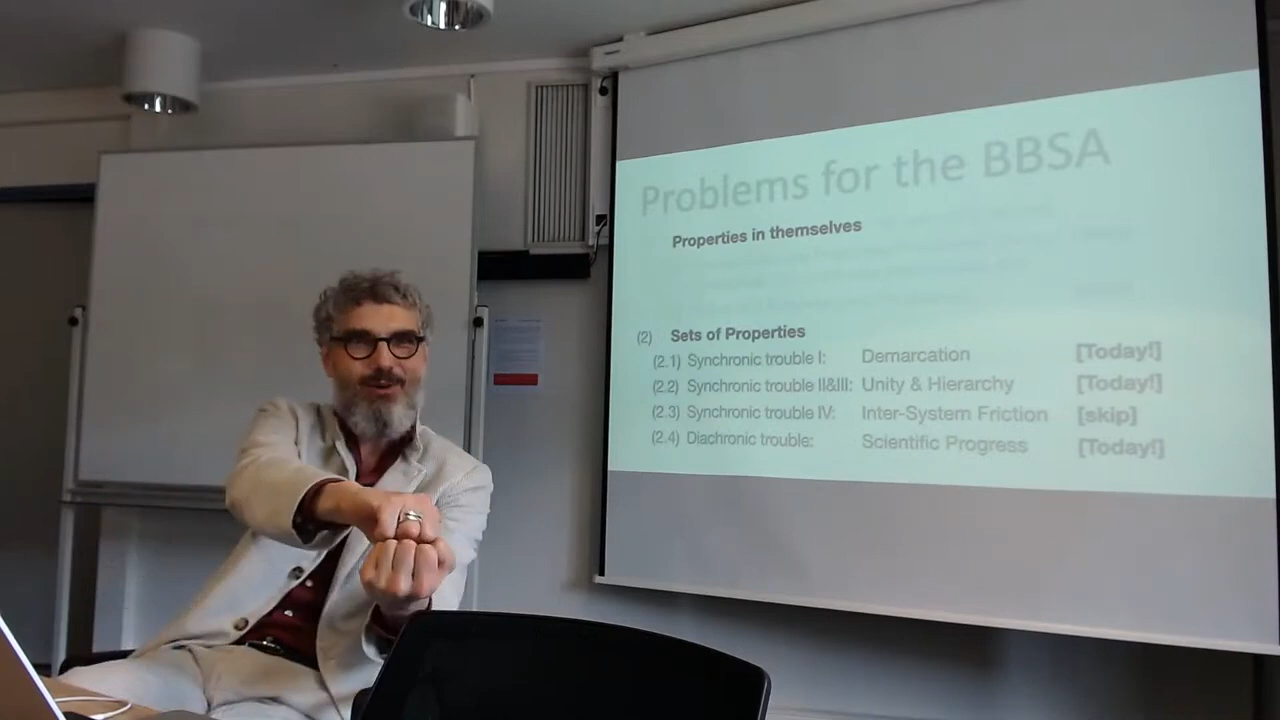 Problems for the BBSA
Properties in themselves
(2) Sets of Properties
(2.1) Synchronic trouble I: Demarcation [Today!]
(2.2) Synchronic trouble II&III: Unity & Hierarchy [Today!]
(2.3) Synchronic trouble IV: Inter-System Friction [skip]
(2.4) Diachronic trouble: Scientific Progress [Today!]